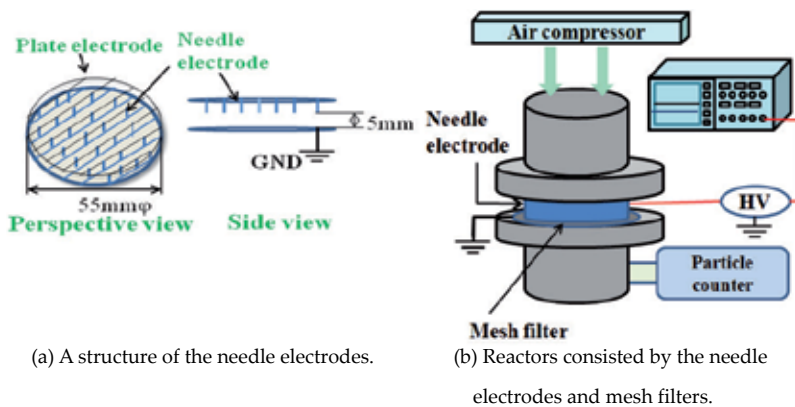 Plate electrode
Needle
electrode
5mm
GND
55mmφ
Perspective view
Side view
(a) A structure of the needle electrodes.
Air compressor
Needle
electrode
HV
Particle
counter
Mesh filter
(b) Reactors consisted by the needle
electrodes and mesh filters.